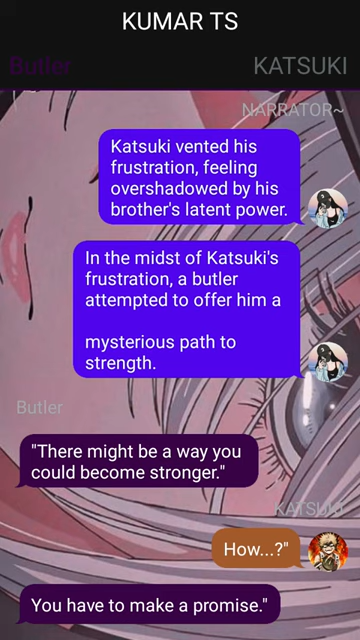 KUMAR TS
Butler
KATSUKI
NARRATOR~
Katsuki vented his
frustration, feeling
overshadowed by his
brother's latent power.
In the midst of Katsuki's
frustration, a butler
attempted to offer him a
mysterious path to
strength.
Butler
"There might be a way you
could become stronger."
KATSUKI
How...?"
You have to make a promise."